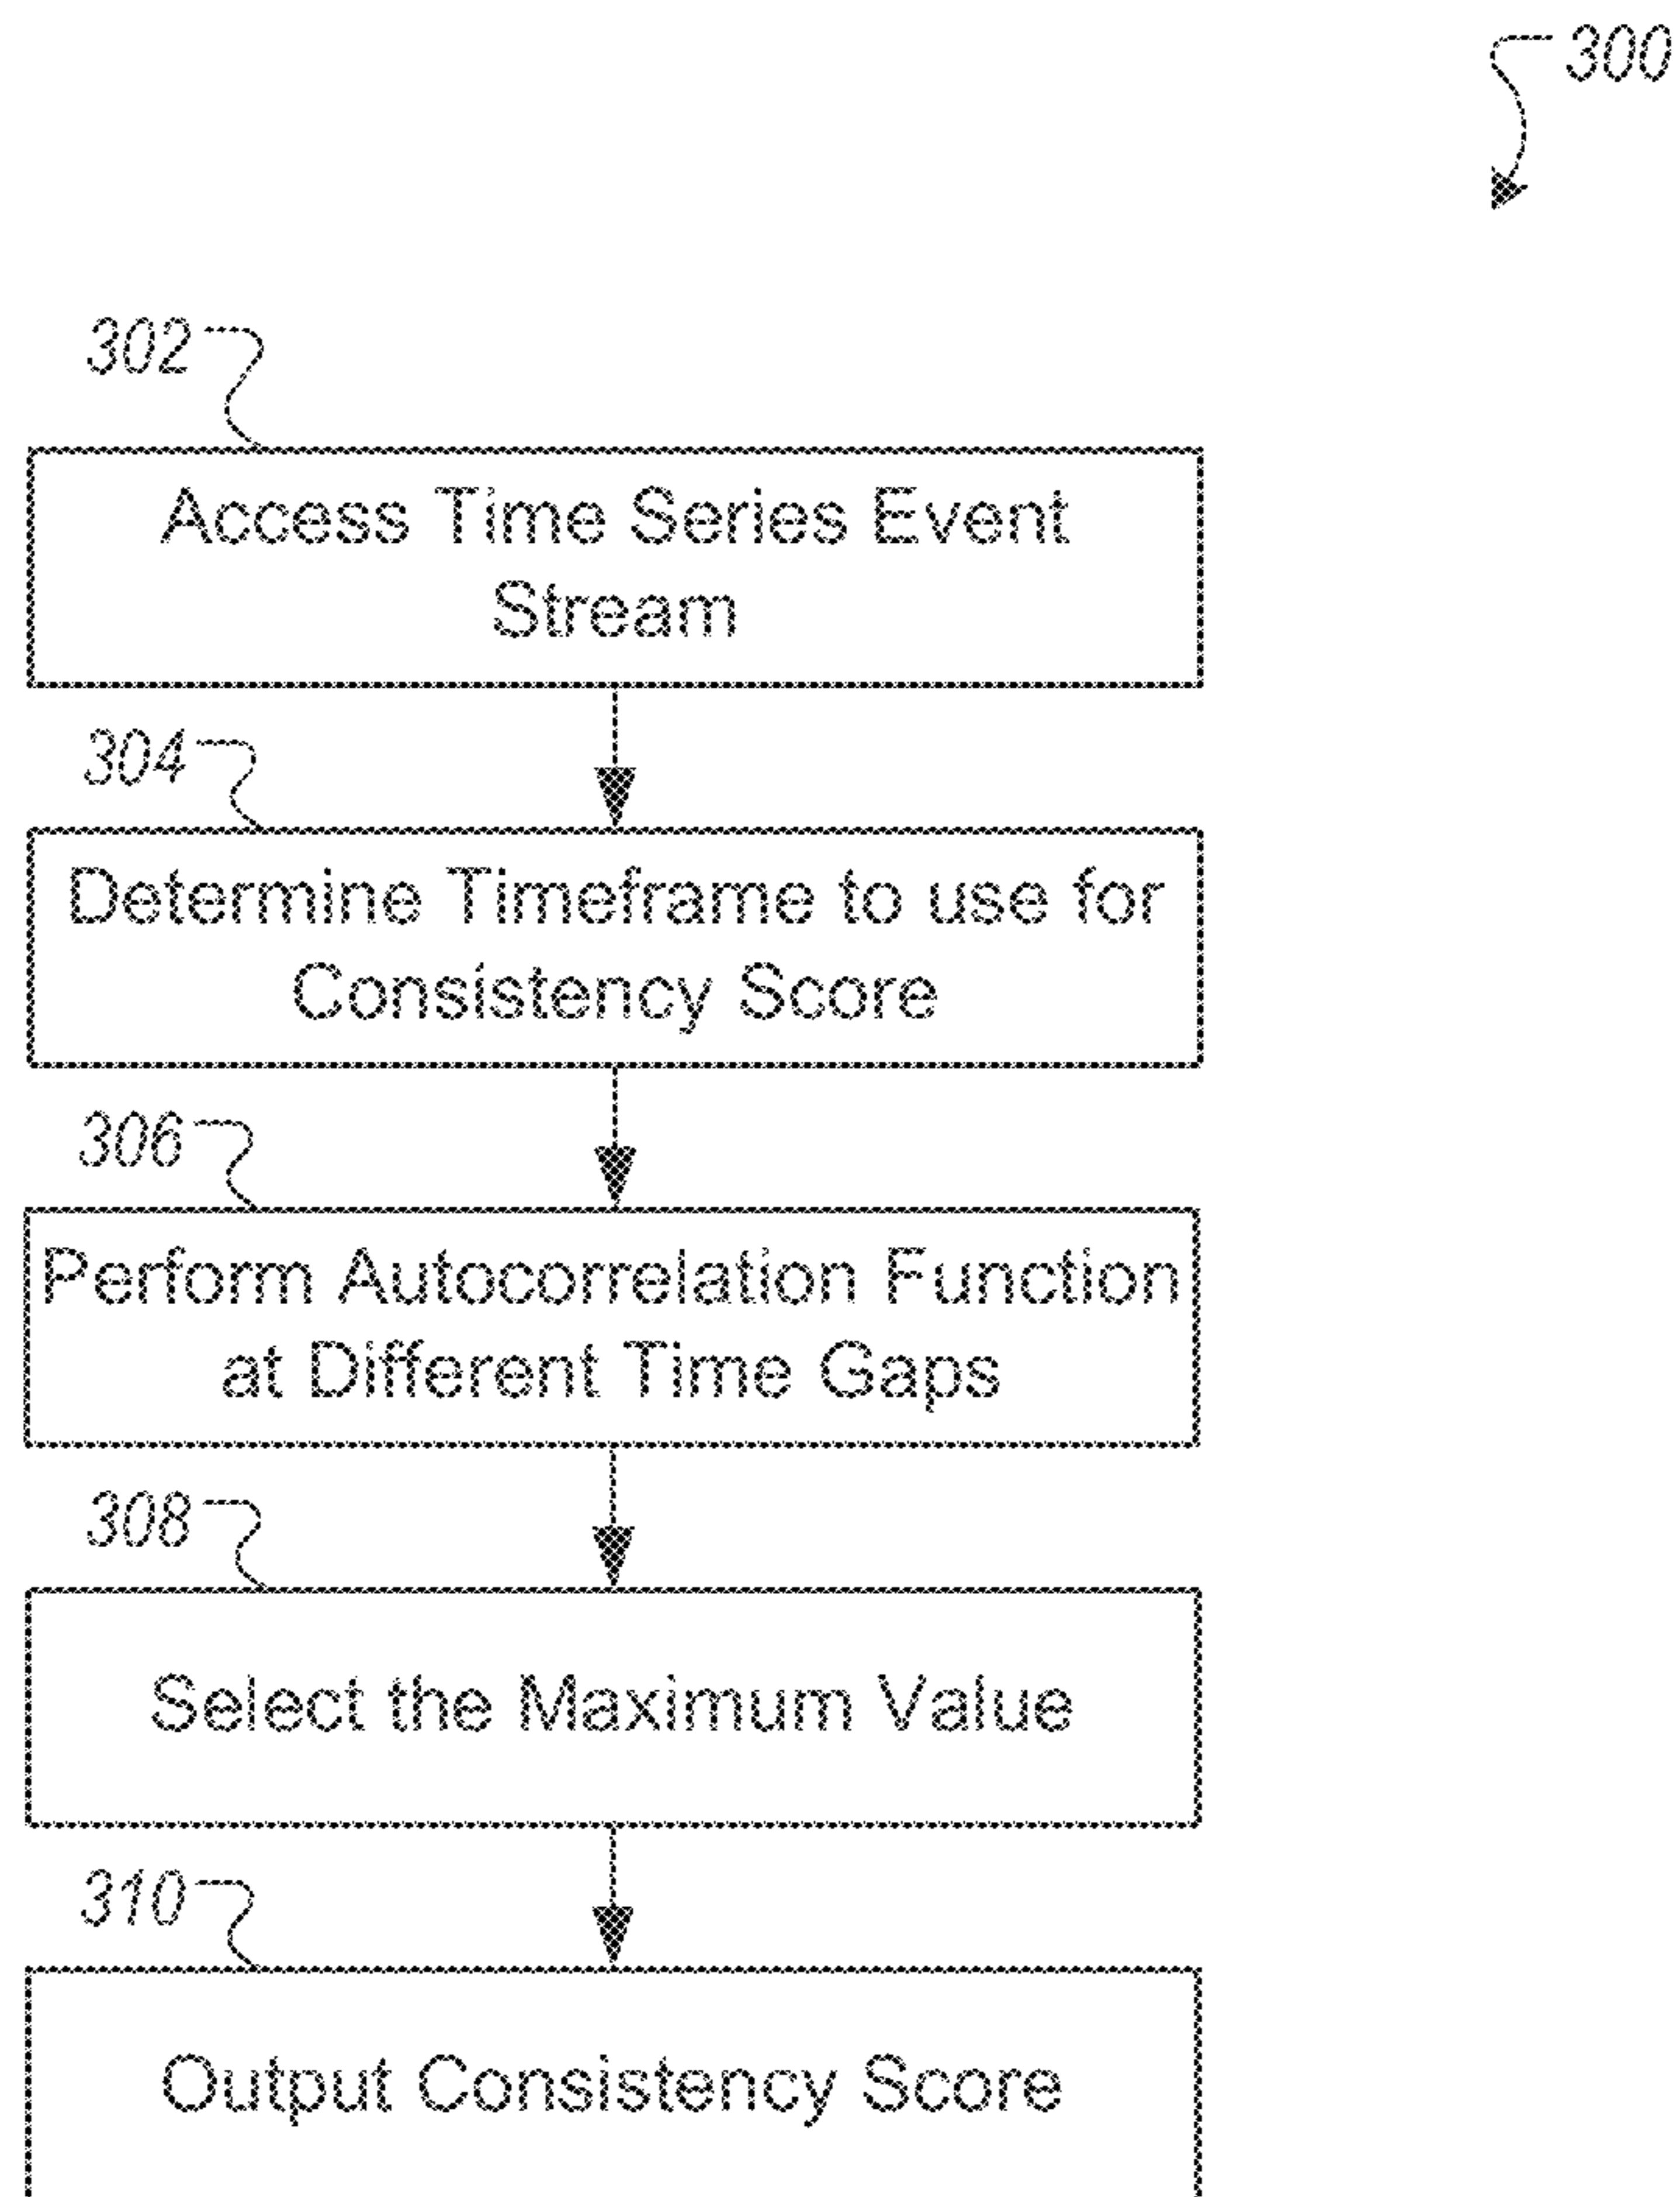 300
302
Access Time Series Event
Stream
304
Determine Timeframe to use for
Consistency Score
306
Perform Autocorrelation Function
at Different Time Gaps
308
Select the Maximum Value
310
Output Consistency Score